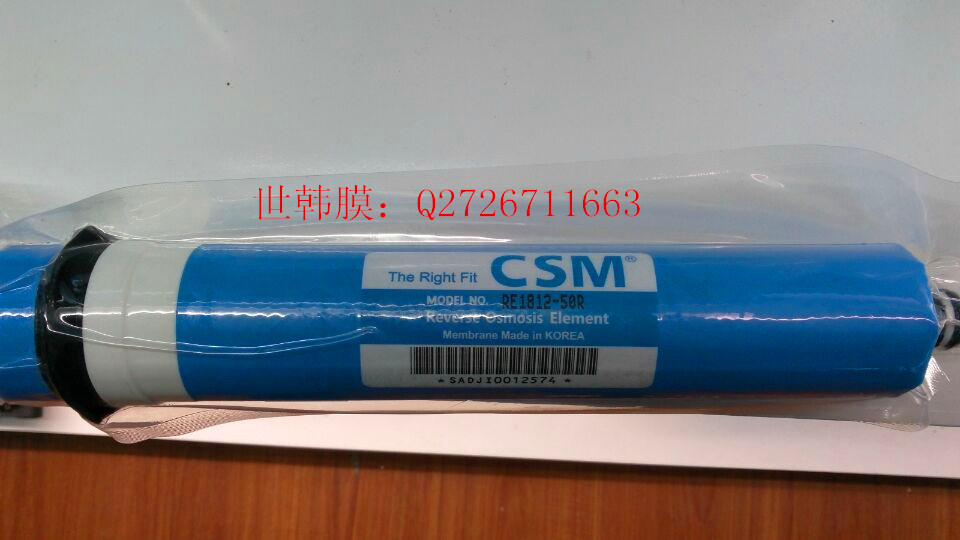 世韩膜：Q2726711663
The Right Fit CSM®
MODEL NO. RE1812-50R
Reverse Osmosis Element
Membrane Made in KOREA
* SADJI0012574 *